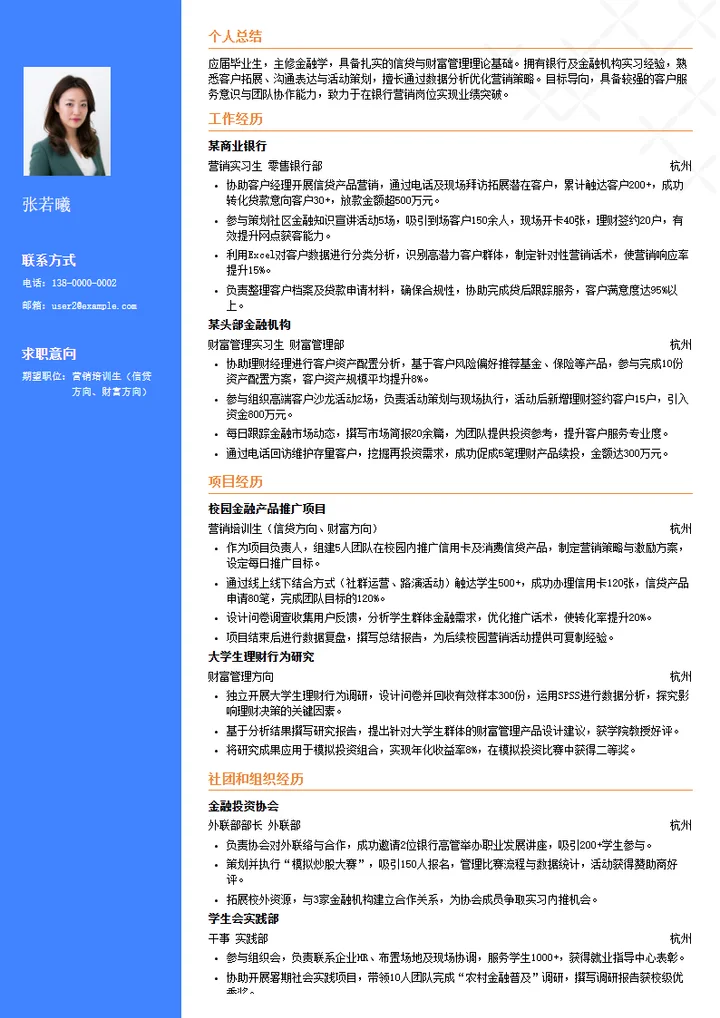 张若曦
联系方式
电话: 138-0000-0002
邮箱: user2@example.com
求职意向
期望职位: 营销培训生（信贷
方向、财富方向）
个人总结
应届毕业生，主修金融学，具备扎实的信贷与财富管理理论基础。拥有银行及金融机构实习经验，熟
悉客户拓展、沟通表达与活动策划，擅长通过数据分析优化营销策略。目标导向，具备较强的客户服
务意识与团队协作能力，致力于在银行营销岗位实现业绩突破。
工作经历
某商业银行
营销实习生 零售银行部 杭州
• 协助客户经理开展信贷产品营销，通过电话及现场拜访拓展潜在客户，累计触达客户200+，成功
转化贷款意向客户30+，放款金额超500万元。
• 参与策划社区金融知识宣讲活动5场，吸引到场客户150余人，现场开卡40张，理财签约20户，有
效提升网点获客能力。
• 利用Excel对客户数据进行分类分析，识别高潜力客户群体，制定针对性营销话术，使营销响应率
提升15%。
• 负责整理客户档案及贷款申请材料，确保合规性，协助完成贷后跟踪服务，客户满意度达95%以
上。
某头部金融机构
财富管理实习生 财富管理部 杭州
• 协助理财经理进行客户资产配置分析，基于客户风险偏好推荐基金、保险等产品，参与完成10份
资产配置方案，客户资产规模平均提升8%。
• 参与组织高端客户沙龙活动2场，负责活动策划与现场执行，活动后新增理财签约客户15户，引入
资金800万元。
• 每日跟踪金融市场动态，撰写市场简报20余篇，为团队提供投资参考，提升客户服务专业度。
• 通过电话回访维护存量客户，挖掘再投资需求，成功促成5笔理财产品续投，金额达300万元。
项目经历
校园金融产品推广项目
营销培训生（信贷方向、财富方向） 杭州
• 作为项目负责人，组建5人团队在校园内推广信用卡及消费信贷产品，制定营销策略与激励方案，
设定每日推广目标。
• 通过线上线下结合方式（社群运营、路演活动）触达学生500+，成功办理信用卡120张，信贷产品
申请80笔，完成团队目标的120%。
• 设计问卷调查收集用户反馈，分析学生群体金融需求，优化推广话术，使转化率提升20%。
• 项目结束后进行数据复盘，撰写总结报告，为后续校园营销活动提供可复制经验。
大学生理财行为研究
财富管理方向 杭州
• 独立开展大学生理财行为调研，设计问卷并回收有效样本300份，运用SPSS进行数据分析，探究影
响理财决策的关键因素。
• 基于分析结果撰写研究报告，提出针对大学生群体的财富管理产品设计建议，获学院教授好评。
• 将研究成果应用于模拟投资组合，实现年化收益率8%，在模拟投资比赛中获得二等奖。
社团和组织经历
金融投资协会
外联部部长 外联部 杭州
• 负责协会对外联络与合作，成功邀请2位银行高管举办职业发展讲座，吸引200+学生参与。
• 策划并执行“模拟炒股大赛”，吸引150人报名，管理比赛流程与数据统计，活动获得赞助商好
评。
• 拓展校外资源，与3家金融机构建立合作关系，为协会成员争取实习内推机会。
学生会实践部
干事 实践部 杭州
• 参与组织会，负责联系企业HR、布置场地及现场协调，服务学生1000+，获得就业指导中心表彰。
• 协助开展暑期社会实践项目，带领10人团队完成“农村金融普及”调研，撰写调研报告获校级优
秀奖。